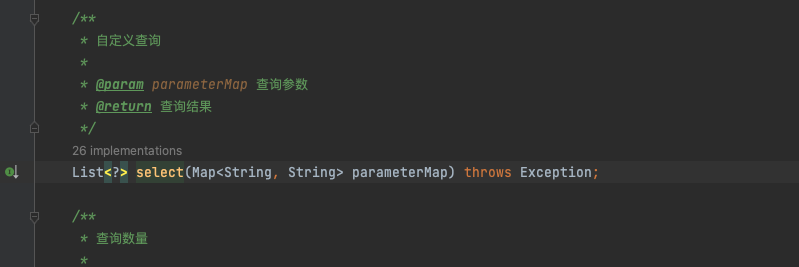 /**
* 自定义查询
*
* @param parameterMap 查询参数
* @return 查询结果
*/
26 implementations
List<?> select(Map<String, String> parameterMap) throws Exception;
/**
* 查询数量
*